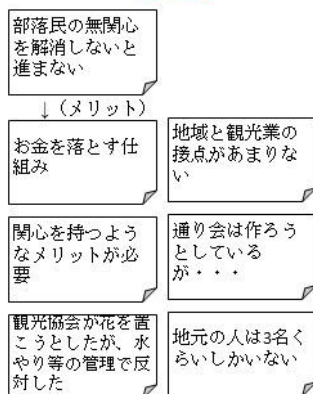 部落民の無関心
を解消しないと
進まない
↓(メリット)
お金を落とす仕
組み
地域と観光業の
接点があまりな
い
関心を持つよう
なメリットが必
要
通り会は作ろう
としている
が・・・
観光協会が花を置
こうとしたが、水
やり等の管理で反
対した
地元の人は3名く
らいしかいない